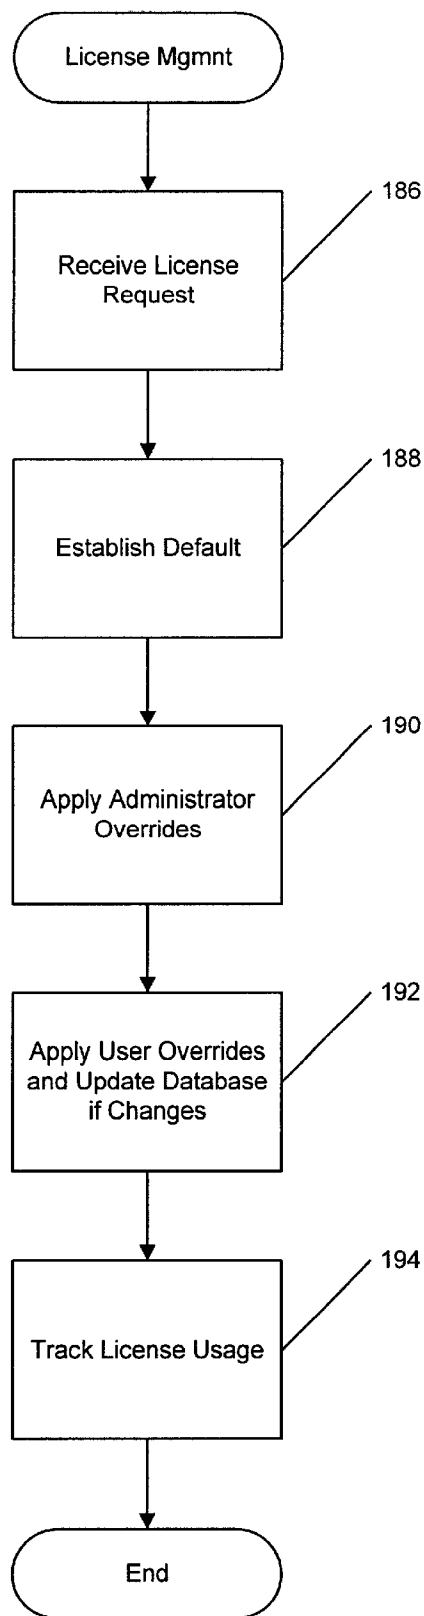 License Mgmnt
186
Receive License
Request
188
Establish Default
190
Apply Administrator
Overrides
192
Apply User Overrides
and Update Database
if Changes
194
Track License Usage
End